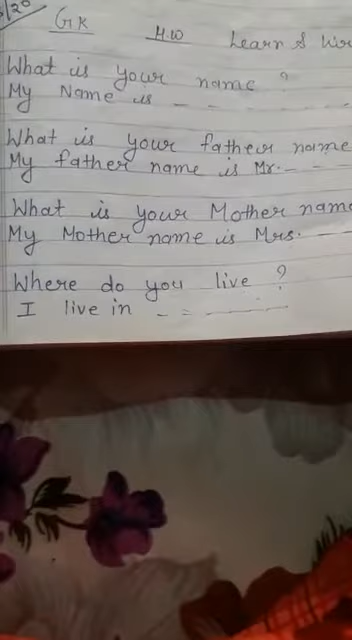 GK H.W Learn &
What is your name ?
My Name is - - - - - -
What is your father name
My father name is Mr. - - -
What is your Mother name
My Mother name is Mrs. - - -
Where do you live ?
I live in - - - - - -